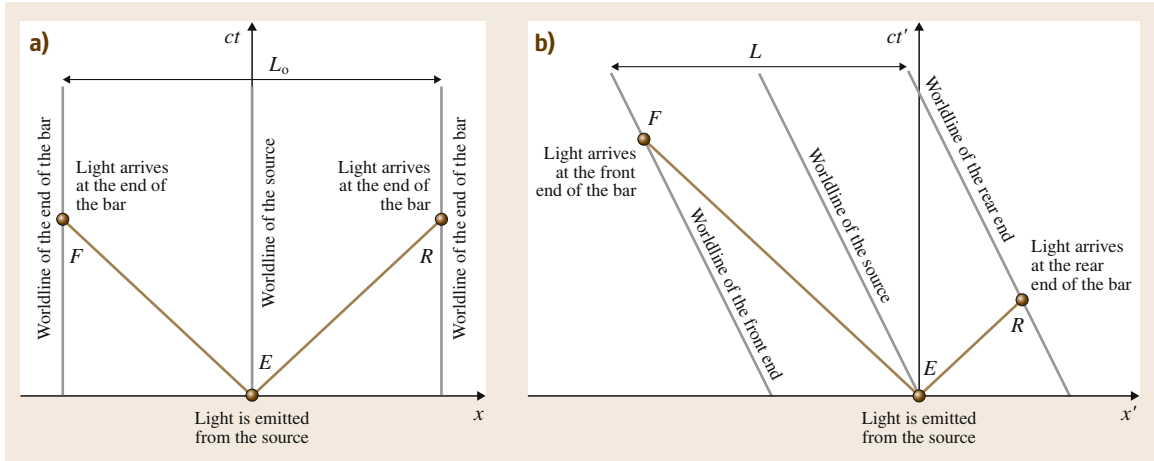 a)
ct
L₀
Worldline of the end of the bar
Light arrives
at the end of
the bar
F
Worldline of the source
Light arrives
at the end of
the bar
R
Worldline of the end of the bar
E
x
Light is emitted
from the source
b)
ct′
L
F
Light arrives
at the front
end of the bar
Worldline of the front end
Worldline of the source
Worldline of the rear end
Light arrives
at the rear
end of the bar
R
E
x′
Light is emitted
from the source